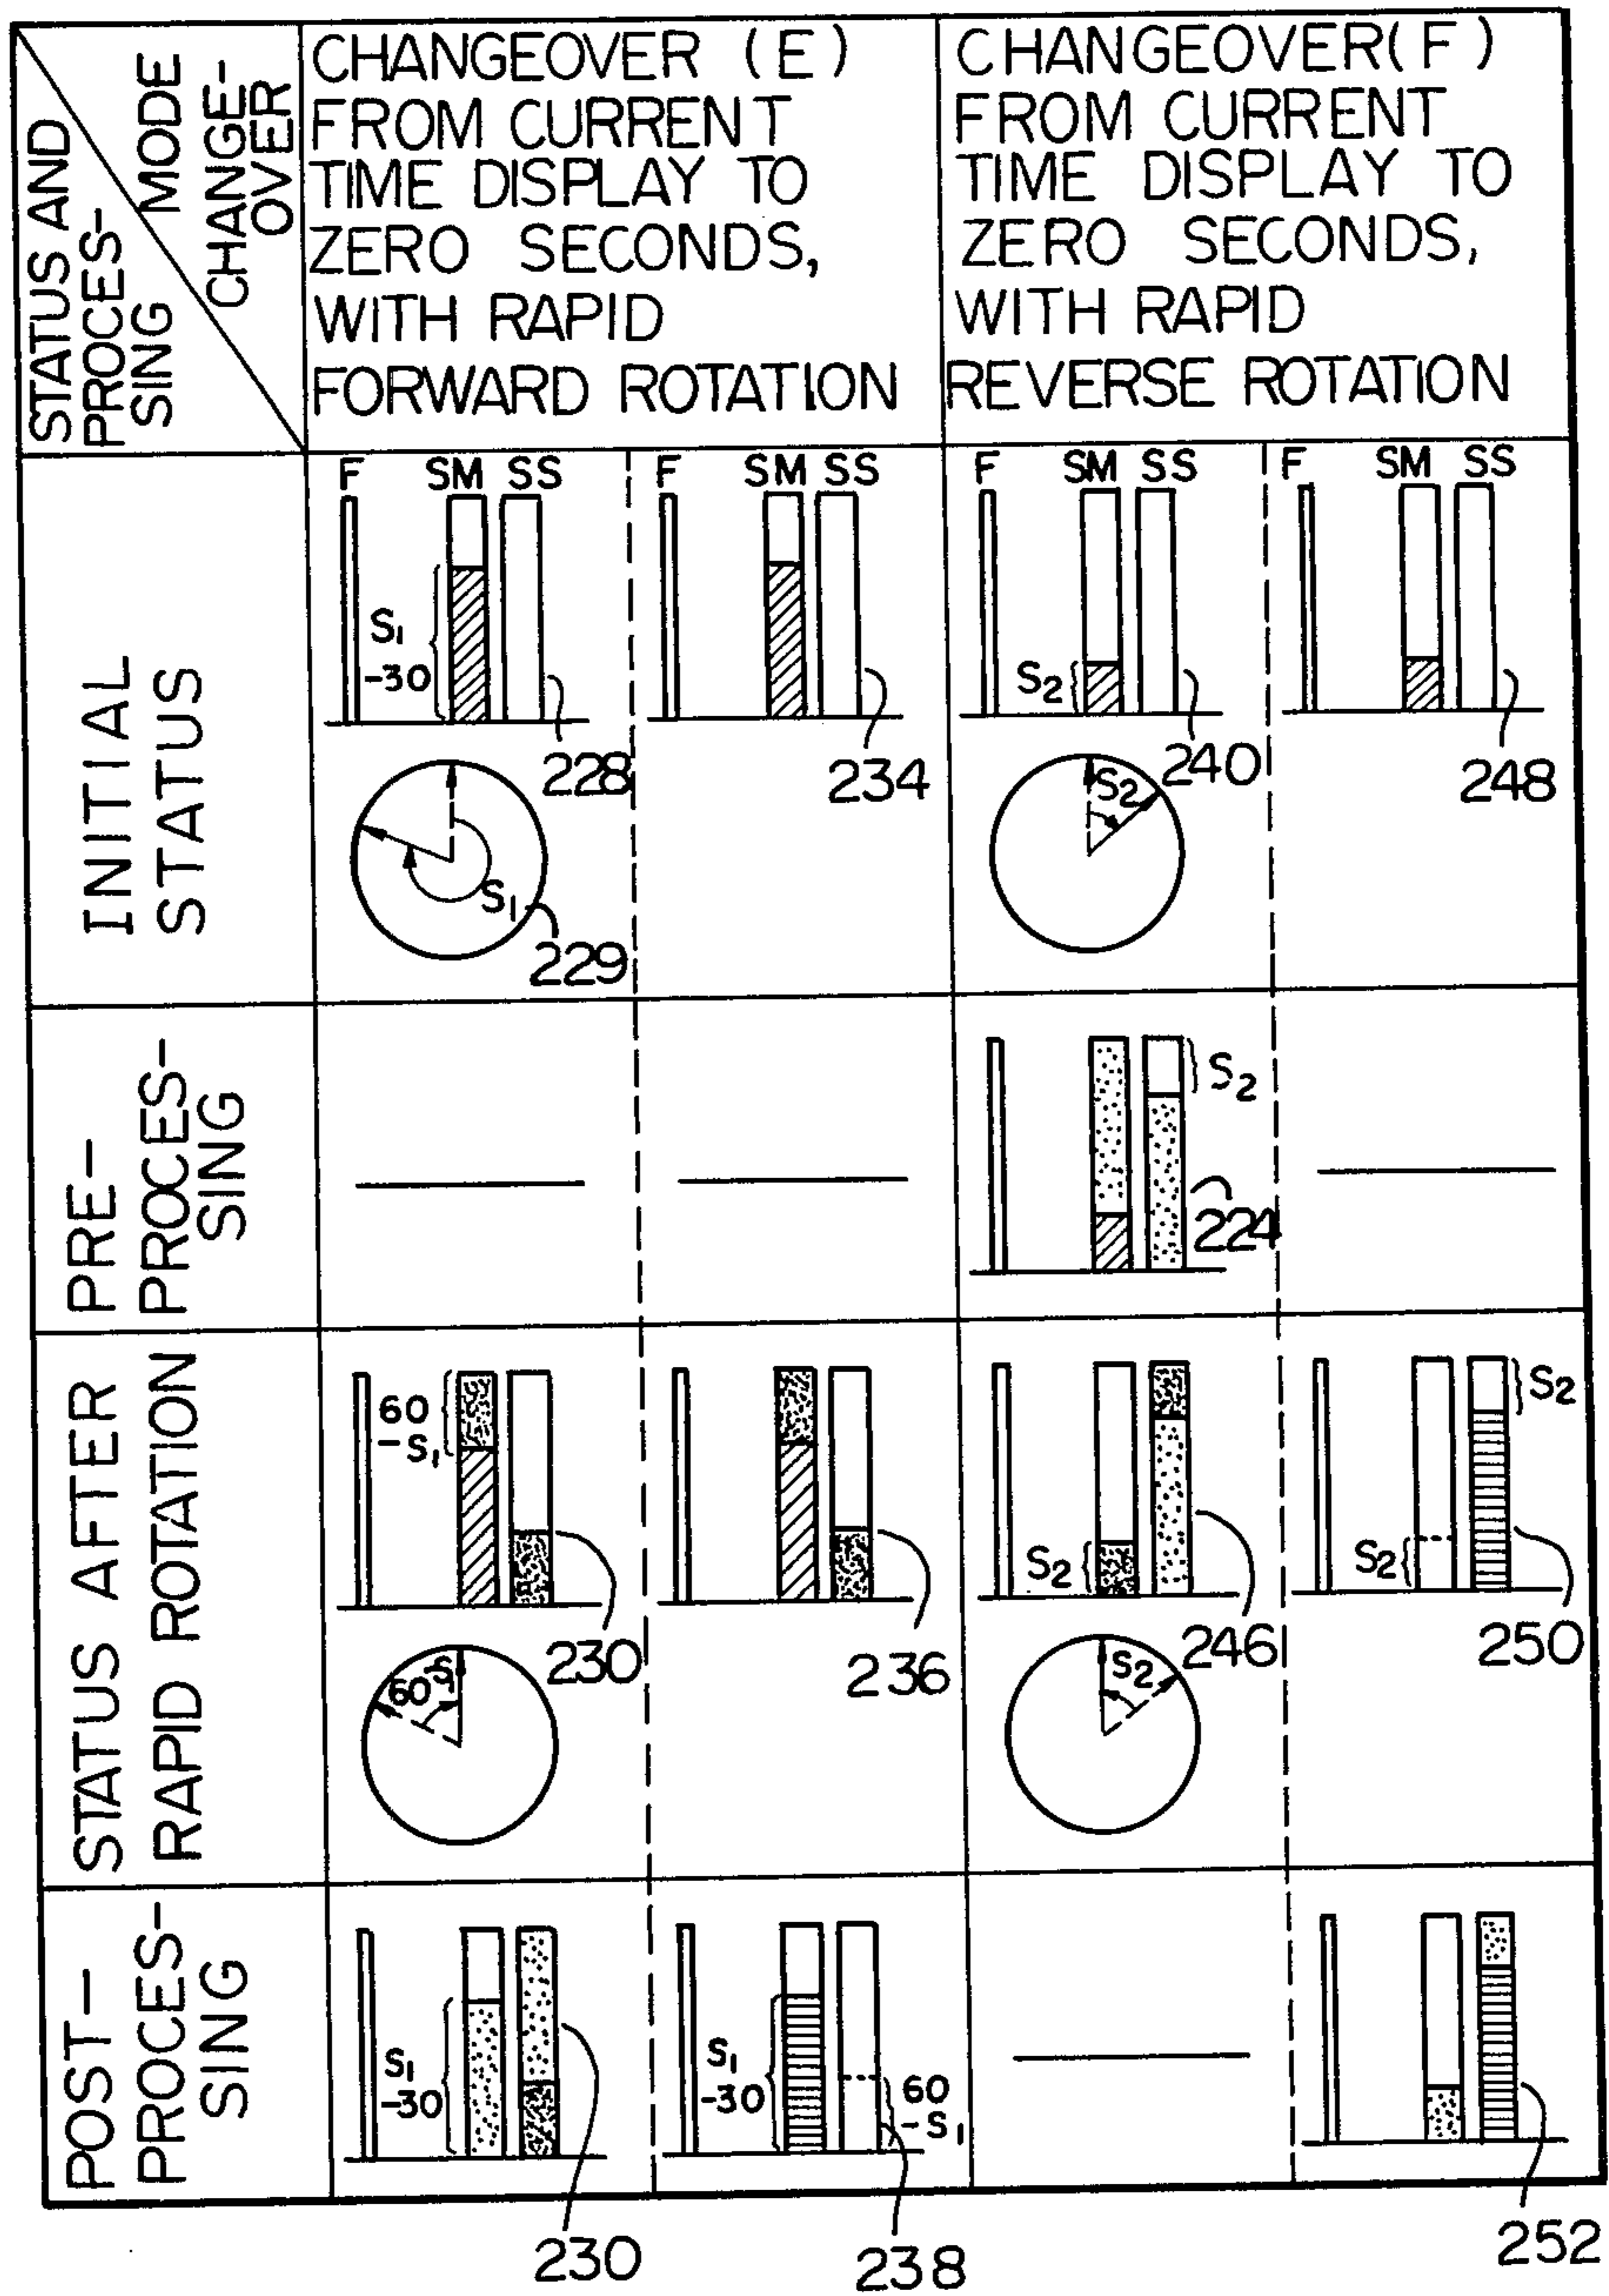 STATUS AND
PROCES-
SING
MODE
CHANGE-
OVER
CHANGEOVER (E)
FROM CURRENT
TIME DISPLAY TO
ZERO SECONDS,
WITH RAPID
FORWARD ROTATION
CHANGEOVER(F)
FROM CURRENT
TIME DISPLAY TO
ZERO SECONDS,
WITH RAPID
REVERSE ROTATION
INITIAL
STATUS
F SM SS
S1
-30
228
S1
229
F SM SS
234
F SM SS
S2
240
S2
F SM SS
248
PRE-
PROCES-
SING
S2
224
STATUS AFTER
RAPID ROTATION
60
-S1
230
60-S1
236
S2
246
S2
S2
S2
250
POST-
PROCES-
SING
S1
-30
230
S1
-30
60
-S1
238
252